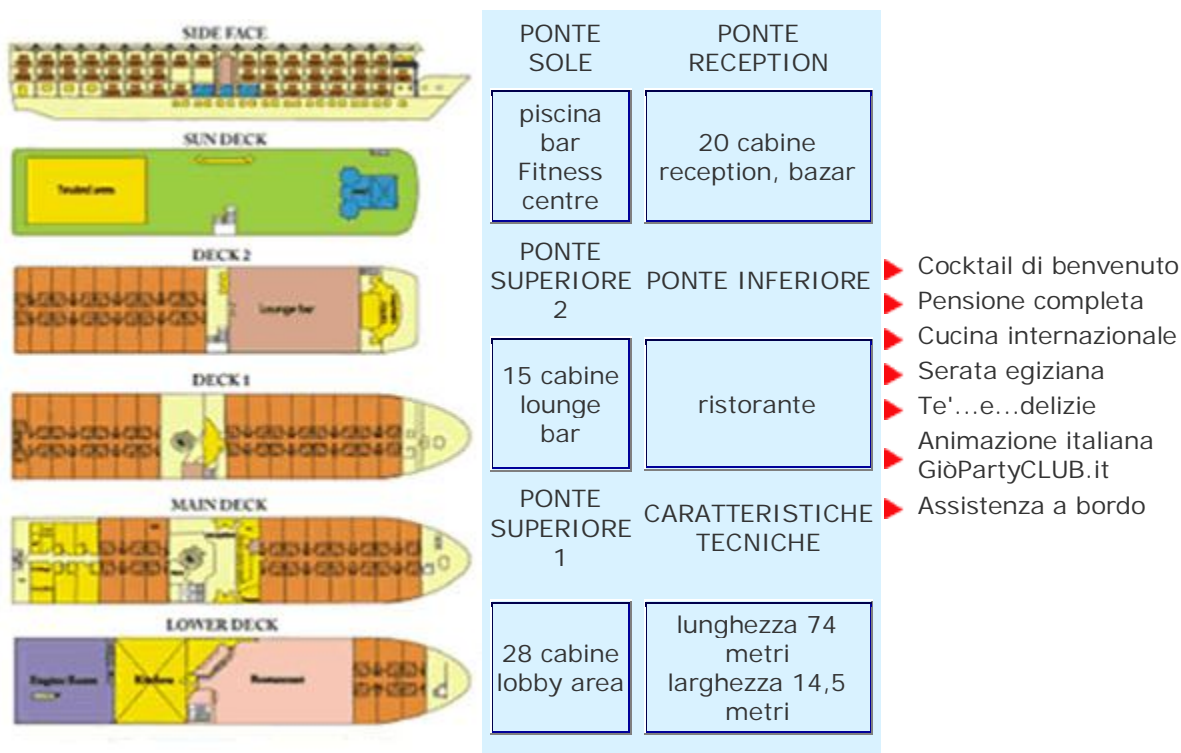 SIDE FACE
SUN DECK
DECK 2
Lounge bar
DECK 1
MAIN DECK
LOWER DECK
Engine Room
Kitchen
Restaurant
PONTE
SOLE
PONTE
RECEPTION
piscina
bar
Fitness
centre
20 cabine
reception, bazar
PONTE
SUPERIORE
2
PONTE INFERIORE
15 cabine
lounge
bar
ristorante
PONTE
SUPERIORE
1
CARATTERISTICHE
TECNICHE
28 cabine
lobby area
lunghezza 74
metri
larghezza 14,5
metri
Cocktail di benvenuto
Pensione completa
Cucina internazionale
Serata egiziana
Te'...e...delizie
Animazione italiana
GiòPartyCLUB.it
Assistenza a bordo